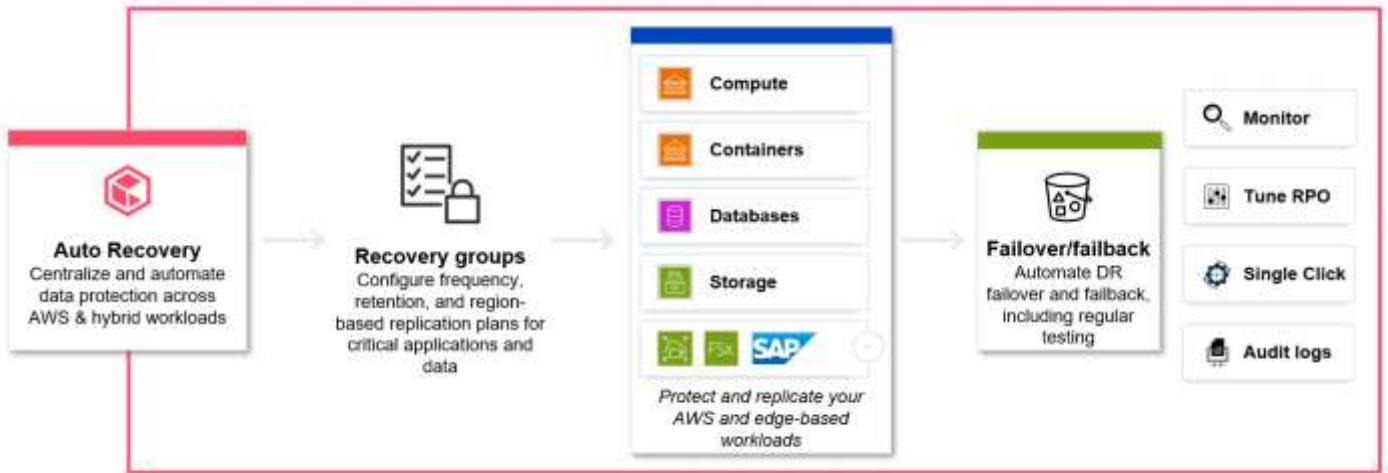 Auto Recovery
Centralize and automate
data protection across
AWS & hybrid workloads
Recovery groups
Configure frequency,
retention, and region-
based replication plans for
critical applications and
data
Compute
Containers
Databases
Storage
FSx
SAP
Protect and replicate your
AWS and edge-based
workloads
Failover/failback
Automate DR
failover and failback,
including regular
testing
Monitor
Tune RPO
Single Click
Audit logs